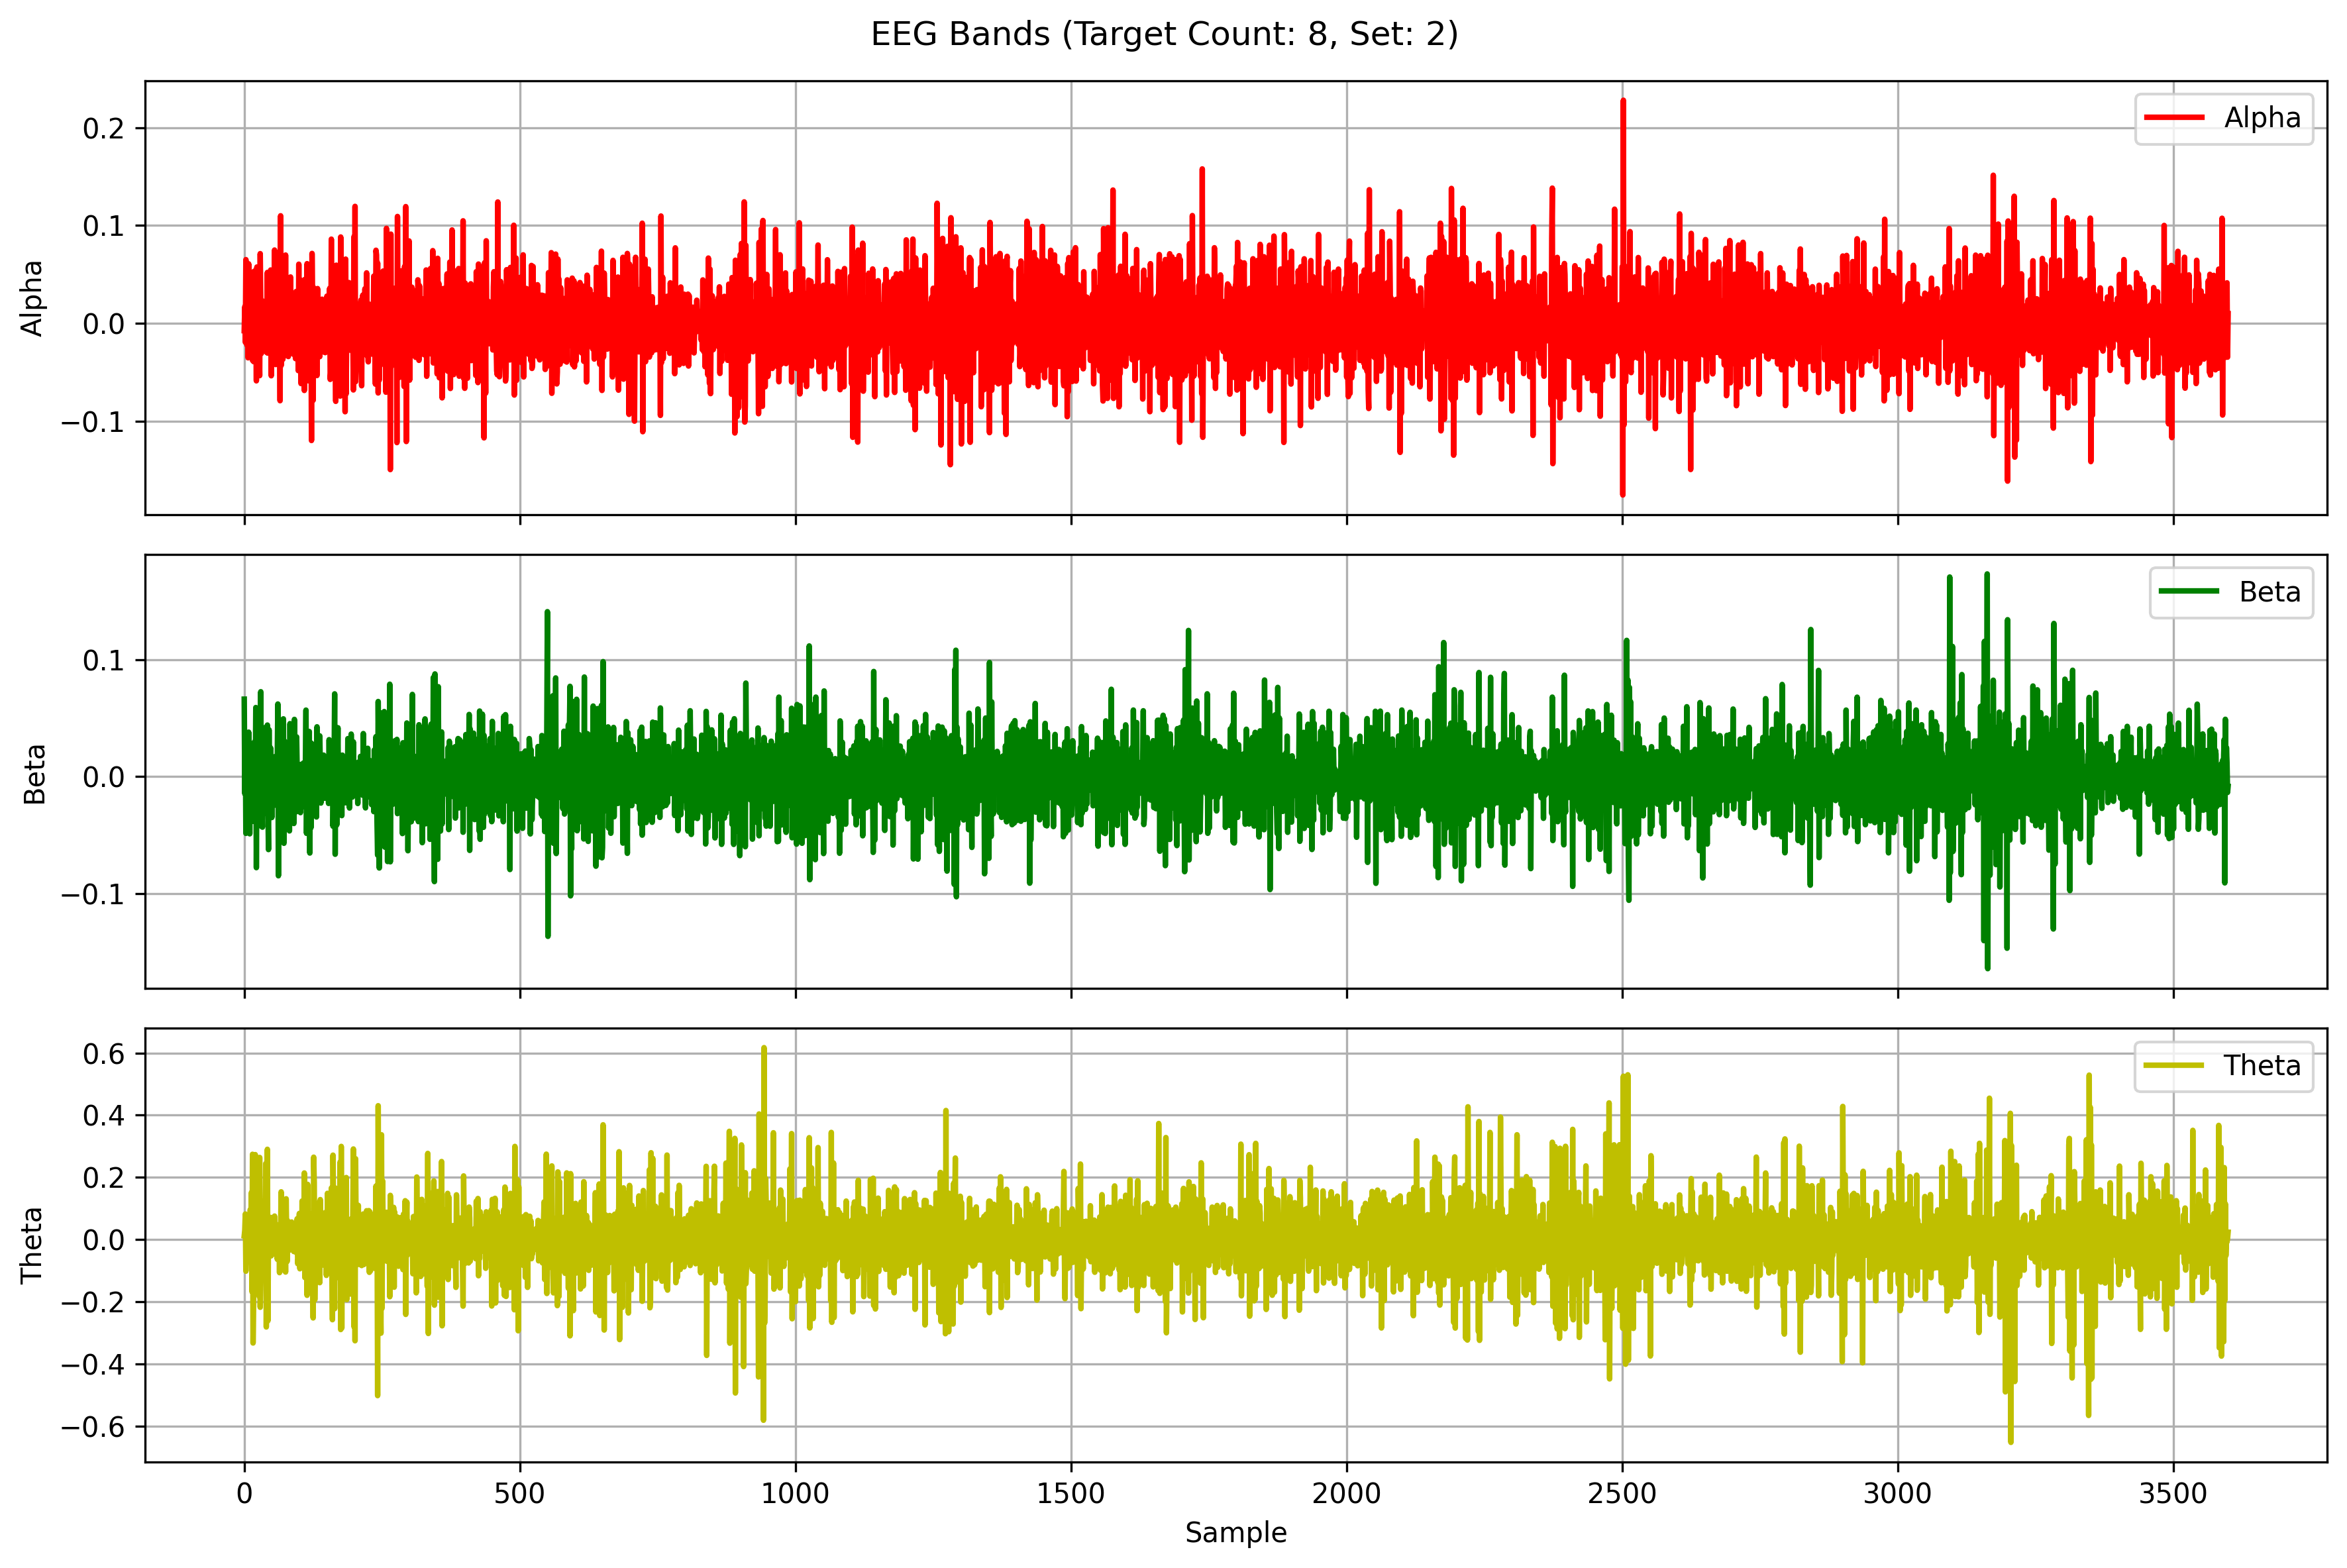 EEG Bands (Target Count: 8, Set: 2)
Alpha
0.2
0.1
0.0
−0.1
Alpha
Beta
0.1
0.0
−0.1
Beta
Theta
0.6
0.4
0.2
0.0
−0.2
−0.4
−0.6
Theta
0 500 1000 1500 2000 2500 3000 3500
Sample